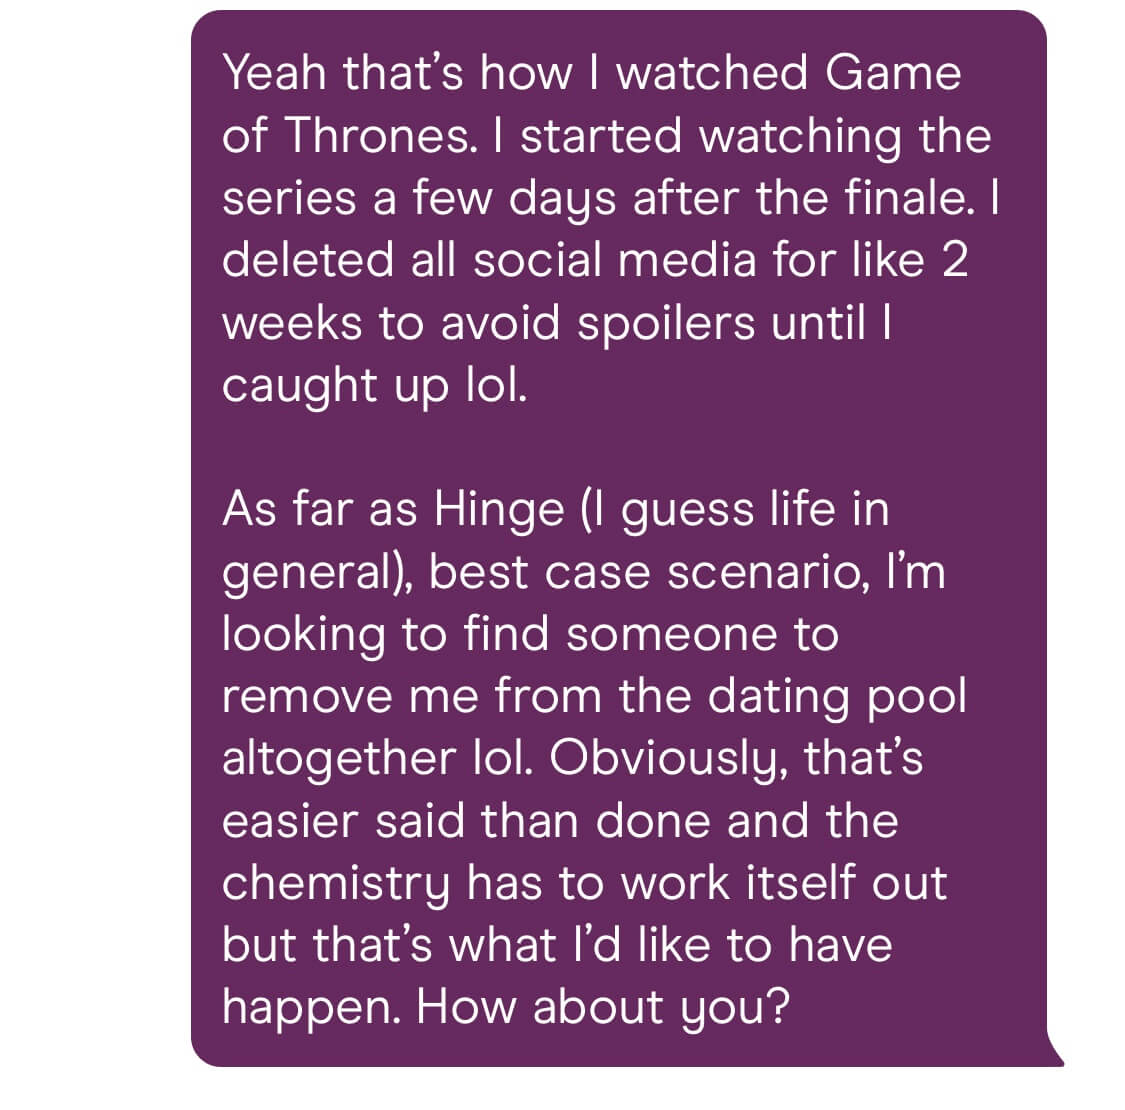 Yeah that’s how I watched Game
of Thrones. I started watching the
series a few days after the finale. I
deleted all social media for like 2
weeks to avoid spoilers until I
caught up lol.
As far as Hinge (I guess life in
general), best case scenario, I’m
looking to find someone to
remove me from the dating pool
altogether lol. Obviously, that’s
easier said than done and the
chemistry has to work itself out
but that’s what I’d like to have
happen. How about you?